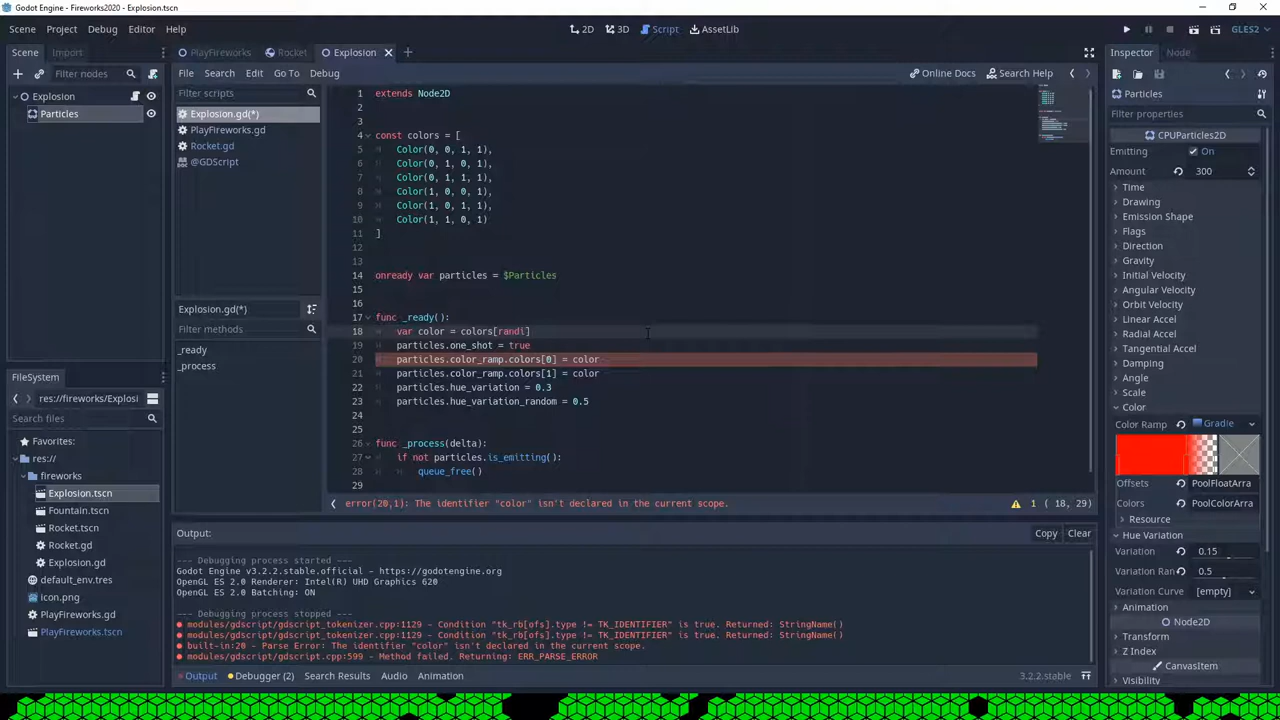 Godot Engine - Fireworks2020 - Explosion.tscn
Scene Project Debug Editor Help
2D 3D Script AssetLib
GLES2
Scene Import
PlayFireworks Rocket Explosion
Inspector Node
Filter nodes
File Search Edit Go To Debug
Online Docs Search Help
Explosion
Particles
Filter scripts
Explosion.gd(*)
PlayFireworks.gd
Rocket.gd
@GDScript
Explosion.gd(*)
Filter methods
_ready
_process
1 extends Node2D
2
3
4 const colors = [
5 Color(0, 0, 1, 1),
6 Color(0, 1, 0, 1),
7 Color(0, 1, 1, 1),
8 Color(1, 0, 0, 1),
9 Color(1, 0, 1, 1),
10 Color(1, 1, 0, 1)
11 ]
12
13
14 onready var particles = $Particles
15
16
17 func _ready():
18 var color = colors[randi]
19 particles.one_shot = true
20 particles.color_ramp.colors[0] = color
21 particles.color_ramp.colors[1] = color
22 particles.hue_variation = 0.3
23 particles.hue_variation_random = 0.5
24
25
26 func _process(delta):
27 if not particles.is_emitting():
28 queue_free()
29
error(20,1): The identifier "color" isn't declared in the current scope.
1 ( 18, 29)
FileSystem
res://fireworks/Explosi
Search files
Favorites:
res://
fireworks
Explosion.tscn
Fountain.tscn
Rocket.tscn
Rocket.gd
Explosion.gd
default_env.tres
icon.png
PlayFireworks.gd
PlayFireworks.tscn
Output:
Copy Clear
--- Debugging process started ---
Godot Engine v3.2.2.stable.official - https://godotengine.org
OpenGL ES 2.0 Renderer: Intel(R) UHD Graphics 620
OpenGL ES 2.0 Batching: ON
--- Debugging process stopped ---
modules/gdscript/gdscript_tokenizer.cpp:1129 - Condition "tk_rb[ofs].type != TK_IDENTIFIER" is true. Returned: StringName()
modules/gdscript/gdscript_tokenizer.cpp:1129 - Condition "tk_rb[ofs].type != TK_IDENTIFIER" is true. Returned: StringName()
built-in:20 - Parse Error: The identifier "color" isn't declared in the current scope.
modules/gdscript/gdscript.cpp:599 - Method failed. Returning: ERR_PARSE_ERROR
Output Debugger (2) Search Results Audio Animation
3.2.2.stable
Particles
Filter properties
CPUParticles2D
Emitting On
Amount 300
Time
Drawing
Emission Shape
Flags
Direction
Gravity
Initial Velocity
Angular Velocity
Orbit Velocity
Linear Accel
Radial Accel
Tangential Accel
Damping
Angle
Scale
Color
Color Ramp Gradie
Offsets PoolFloatArra
Colors PoolColorArra
Resource
Hue Variation
Variation 0.15
Variation Ran 0.5
Variation Curve [empty]
Animation
Node2D
Transform
Z Index
CanvasItem
Visibility